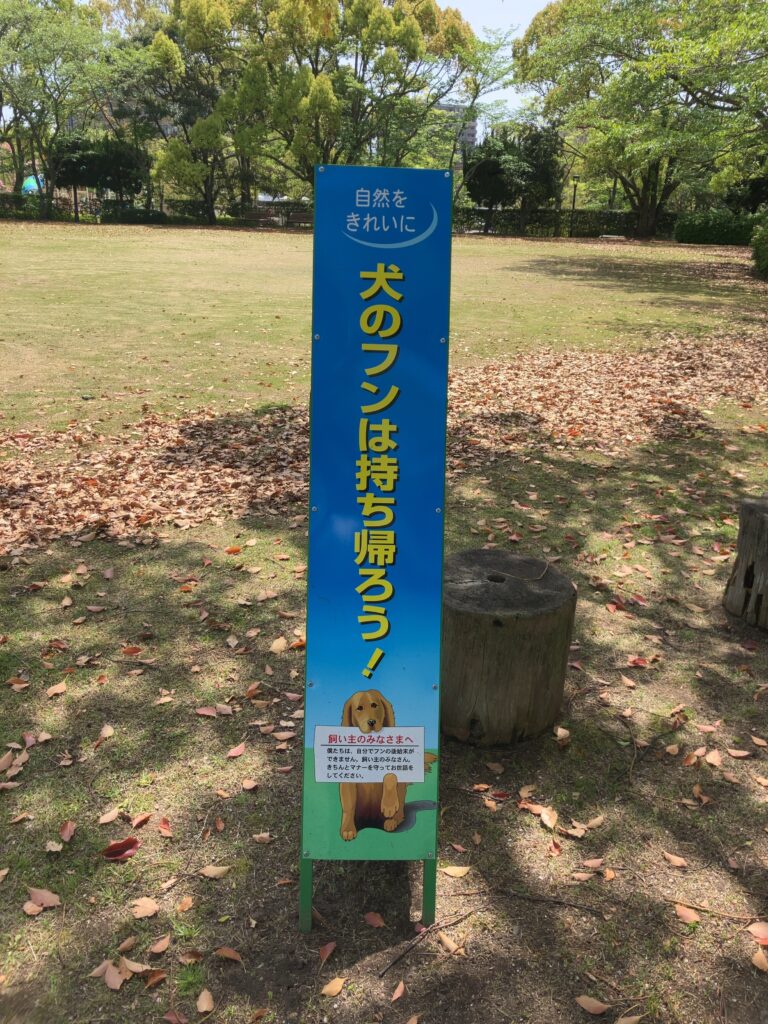 自然を
きれいに
犬のフンは持ち帰ろう！
飼い主のみなさまへ
僕たちは、自分でフンの後始末が
できません。飼い主のみなさん、
きちんとマナーを守ってお世話を
してください。